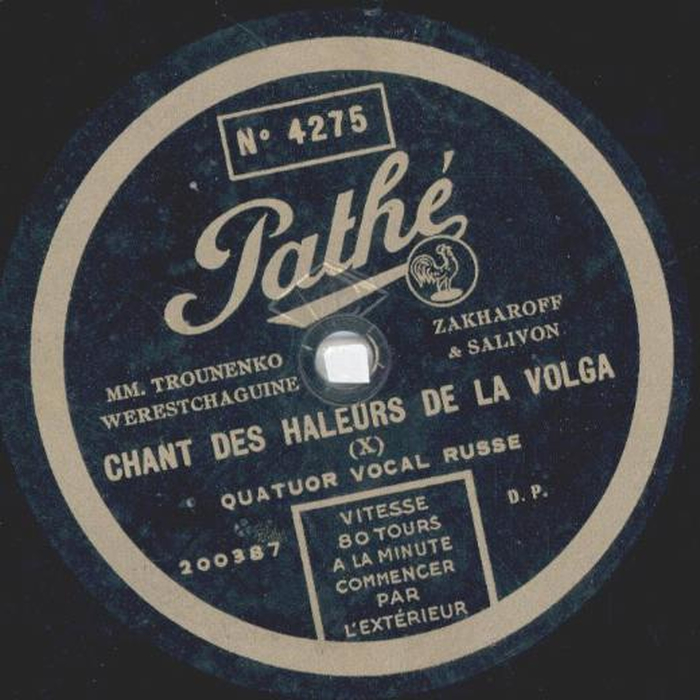 N° 4275
Pathé
MM. TROUNENKO
WERESTCHAGUINE
ZAKHAROFF
& SALIVON
CHANT DES HALEURS DE LA VOLGA
(X)
QUATUOR VOCAL RUSSE
D. P.
200387
VITESSE
80 TOURS
A LA MINUTE
COMMENCER
PAR
L'EXTÉRIEUR